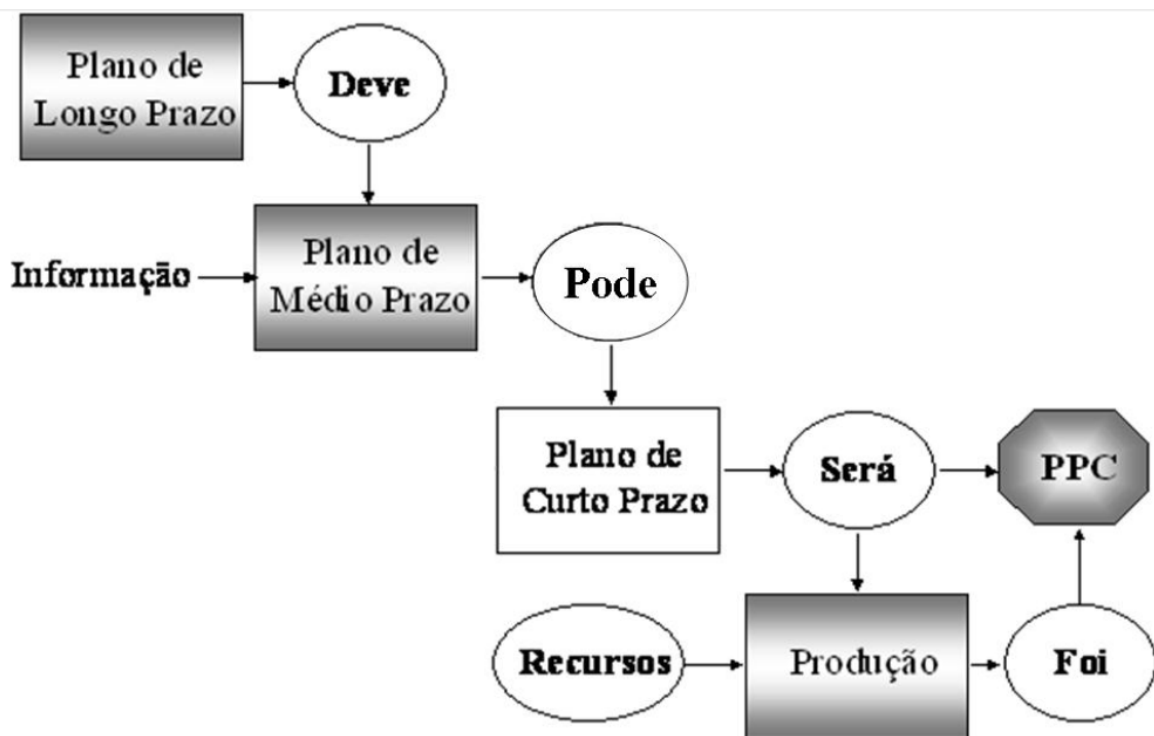 Plano de
Longo Prazo
Deve
Informação
Plano de
Médio Prazo
Pode
Plano de
Curto Prazo
Será
PPC
Recursos
Produção
Foi